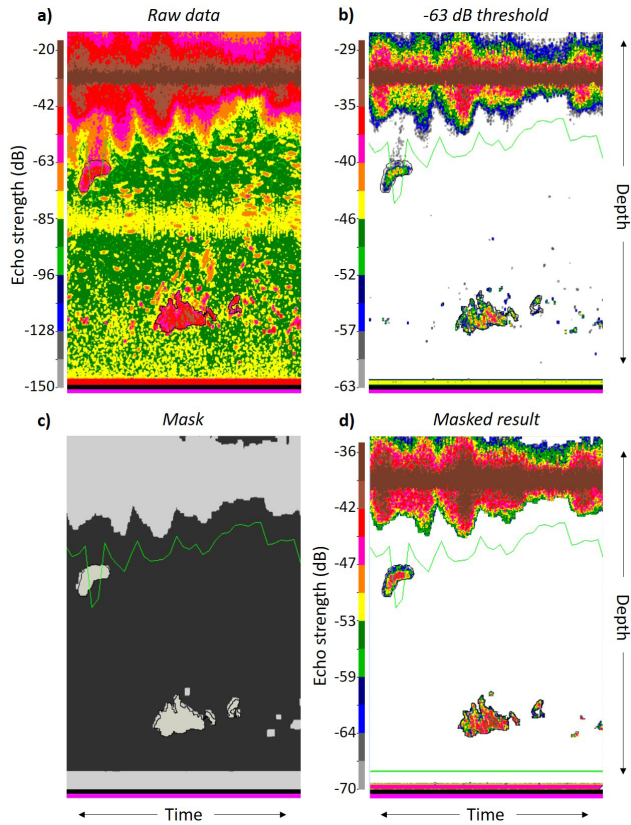 a) Raw data
b) -63 dB threshold
Echo strength (dB)
-20
-42
-63
-85
-96
-128
-150
-29
-35
-40
-46
-52
-57
-63
Depth
c) Mask
d) Masked result
Echo strength (dB)
-36
-42
-47
-53
-59
-64
-70
Depth
Time
Time